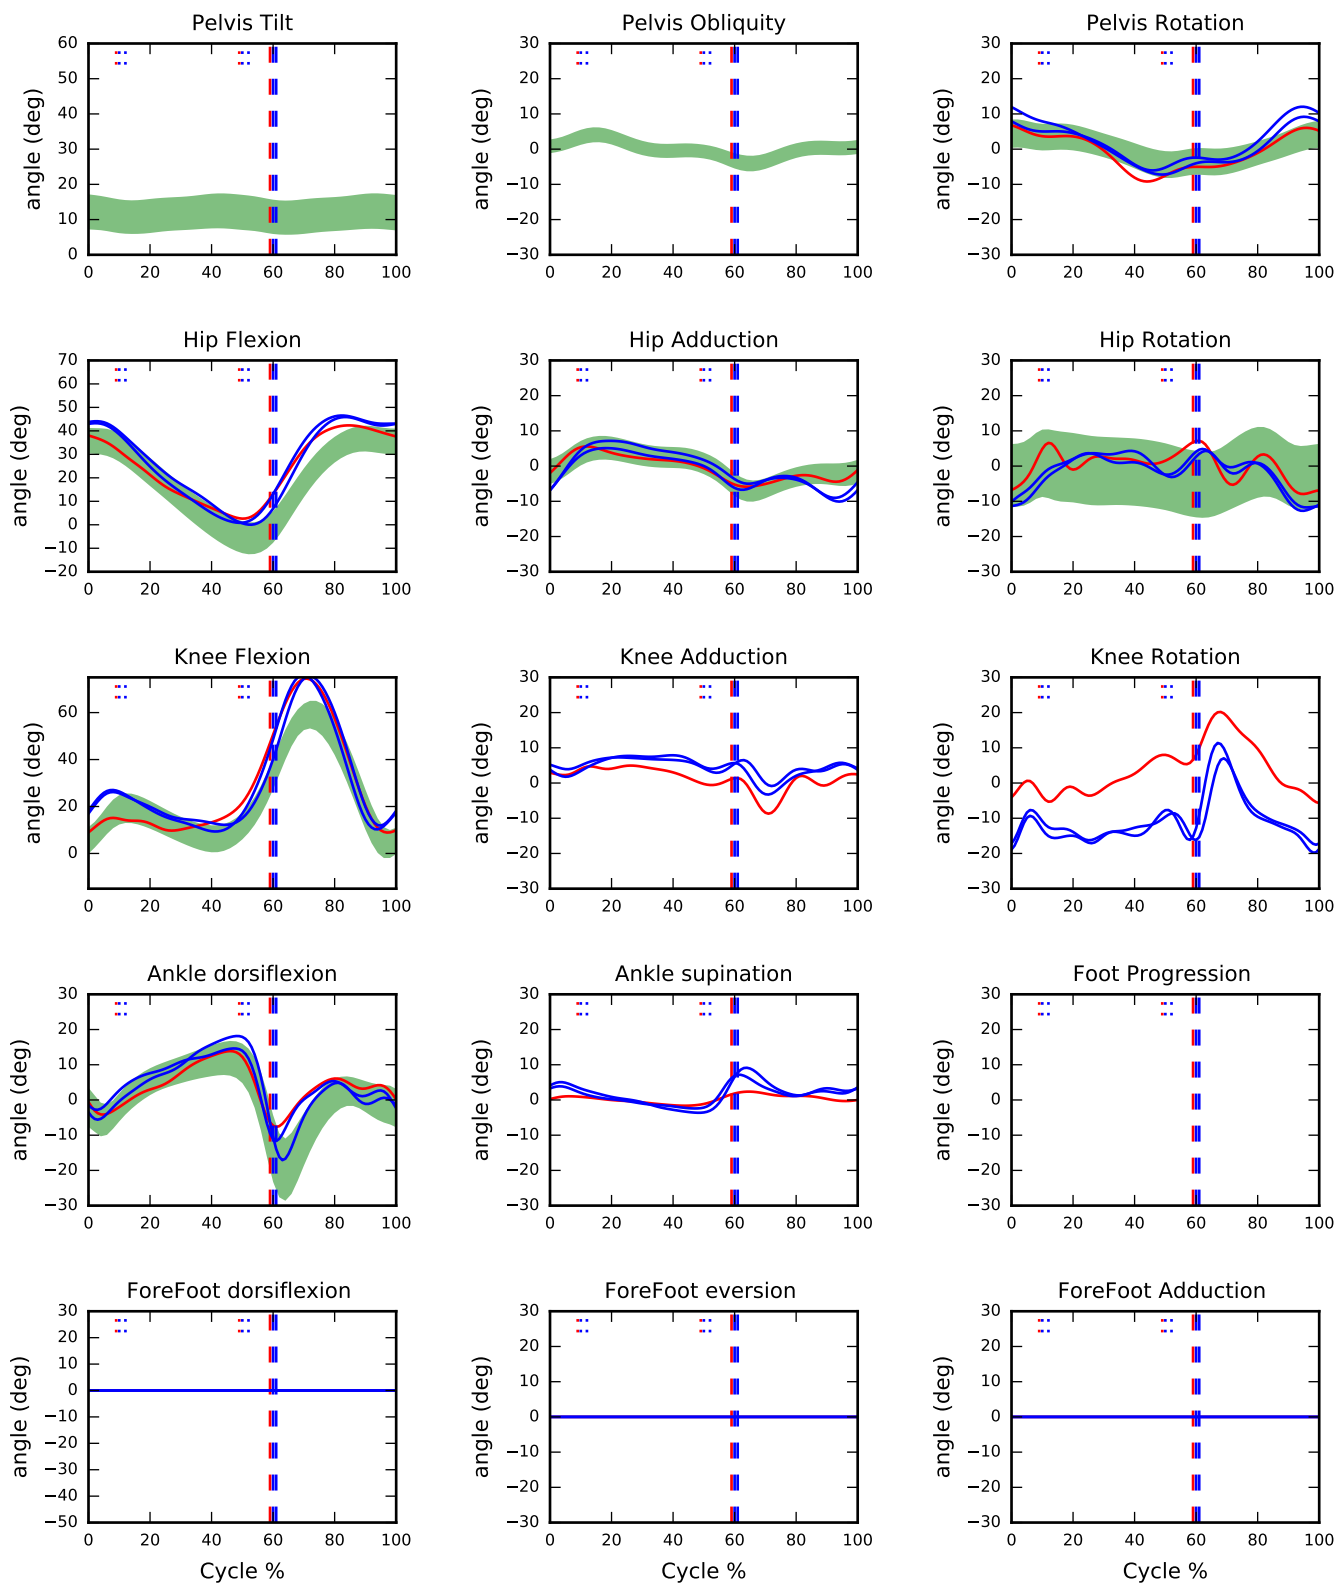 Pelvis Tilt
Pelvis Obliquity
Pelvis Rotation
angle (deg)
60
50
40
30
20
10
0
0 20 40 60 80 100
angle (deg)
30
20
10
0
−10
−20
−30
0 20 40 60 80 100
angle (deg)
30
20
10
0
−10
−20
−30
0 20 40 60 80 100
Hip Flexion
Hip Adduction
Hip Rotation
angle (deg)
70
60
50
40
30
20
10
0
−10
−20
0 20 40 60 80 100
angle (deg)
30
20
10
0
−10
−20
−30
0 20 40 60 80 100
angle (deg)
30
20
10
0
−10
−20
−30
0 20 40 60 80 100
Knee Flexion
Knee Adduction
Knee Rotation
angle (deg)
60
40
20
0
0 20 40 60 80 100
angle (deg)
30
20
10
0
−10
−20
−30
0 20 40 60 80 100
angle (deg)
30
20
10
0
−10
−20
−30
0 20 40 60 80 100
Ankle dorsiflexion
Ankle supination
Foot Progression
angle (deg)
30
20
10
0
−10
−20
−30
0 20 40 60 80 100
angle (deg)
30
20
10
0
−10
−20
−30
0 20 40 60 80 100
angle (deg)
30
20
10
0
−10
−20
−30
0 20 40 60 80 100
ForeFoot dorsiflexion
ForeFoot eversion
ForeFoot Adduction
angle (deg)
30
20
10
0
−10
−20
−30
−40
−50
0 20 40 60 80 100
Cycle %
angle (deg)
30
20
10
0
−10
−20
−30
0 20 40 60 80 100
Cycle %
angle (deg)
30
20
10
0
−10
−20
−30
0 20 40 60 80 100
Cycle %